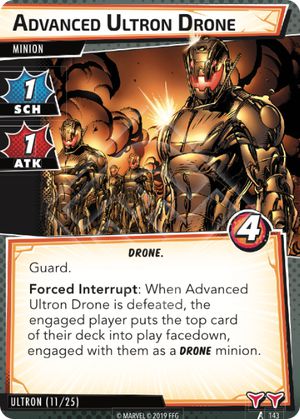 Advanced Ultron Drone
MINION
1
SCH
1
ATK
4
DRONE.
Guard.
Forced Interrupt: When Advanced
Ultron Drone is defeated, the
engaged player puts the top card
of their deck into play facedown,
engaged with them as a DRONE minion.
ULTRON (11/25)
© MARVEL © 2019 FFG
143